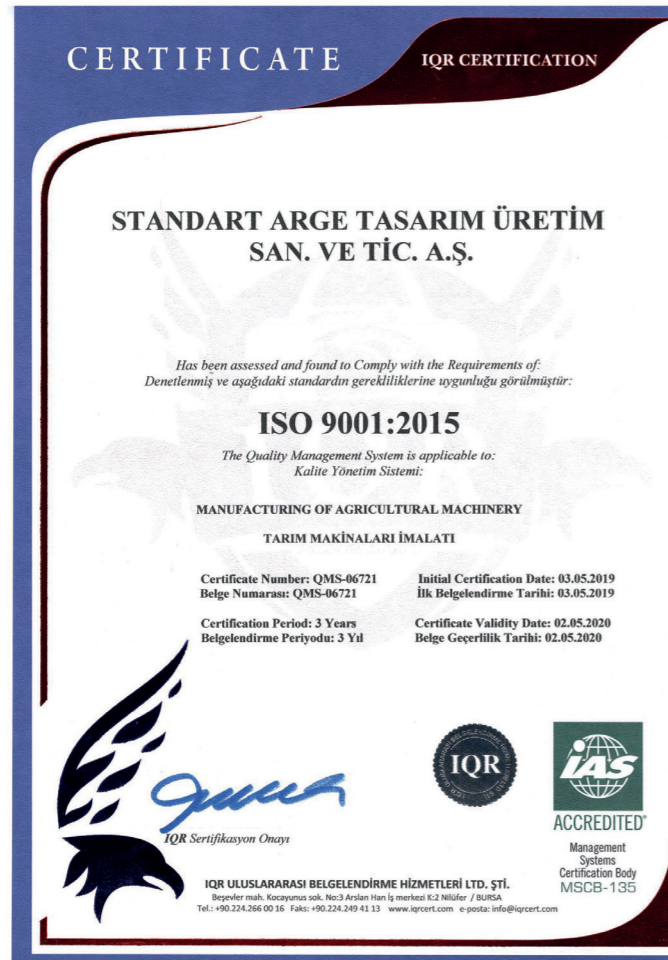 CERTIFICATE
IQR CERTIFICATION
STANDART ARGE TASARIM ÜRETİM
SAN. VE TİC. A.Ş.
Has been assessed and found to Comply with the Requirements of:
Denetlenmiş ve aşağıdaki standardın gerekliliklerine uygunluğu görülmüştür:
ISO 9001:2015
The Quality Management System is applicable to:
Kalite Yönetim Sistemi:
MANUFACTURING OF AGRICULTURAL MACHINERY
TARIM MAKİNALARI İMALATI
Certificate Number: QMS-06721
Belge Numarası: QMS-06721
Initial Certification Date: 03.05.2019
İlk Belgelendirme Tarihi: 03.05.2019
Certification Period: 3 Years
Belgelendirme Periyodu: 3 Yıl
Certificate Validity Date: 02.05.2020
Belge Geçerlilik Tarihi: 02.05.2020
IQR Sertifikasyon Onayı
IQR
IAS
ACCREDITED
Management
Systems
Certification Body
MSCB-135
IQR ULUSLARARASI BELGELENDİRME HİZMETLERİ LTD. ŞTİ.
Beşevler mah. Kocayunus sok. No:3 Arslan Han İş merkezi K:2 Nilüfer / BURSA
Tel.: +90.224.266 00 16 Faks: +90.224.249 41 13 www.iqrcert.com e-posta: info@iqrcert.com